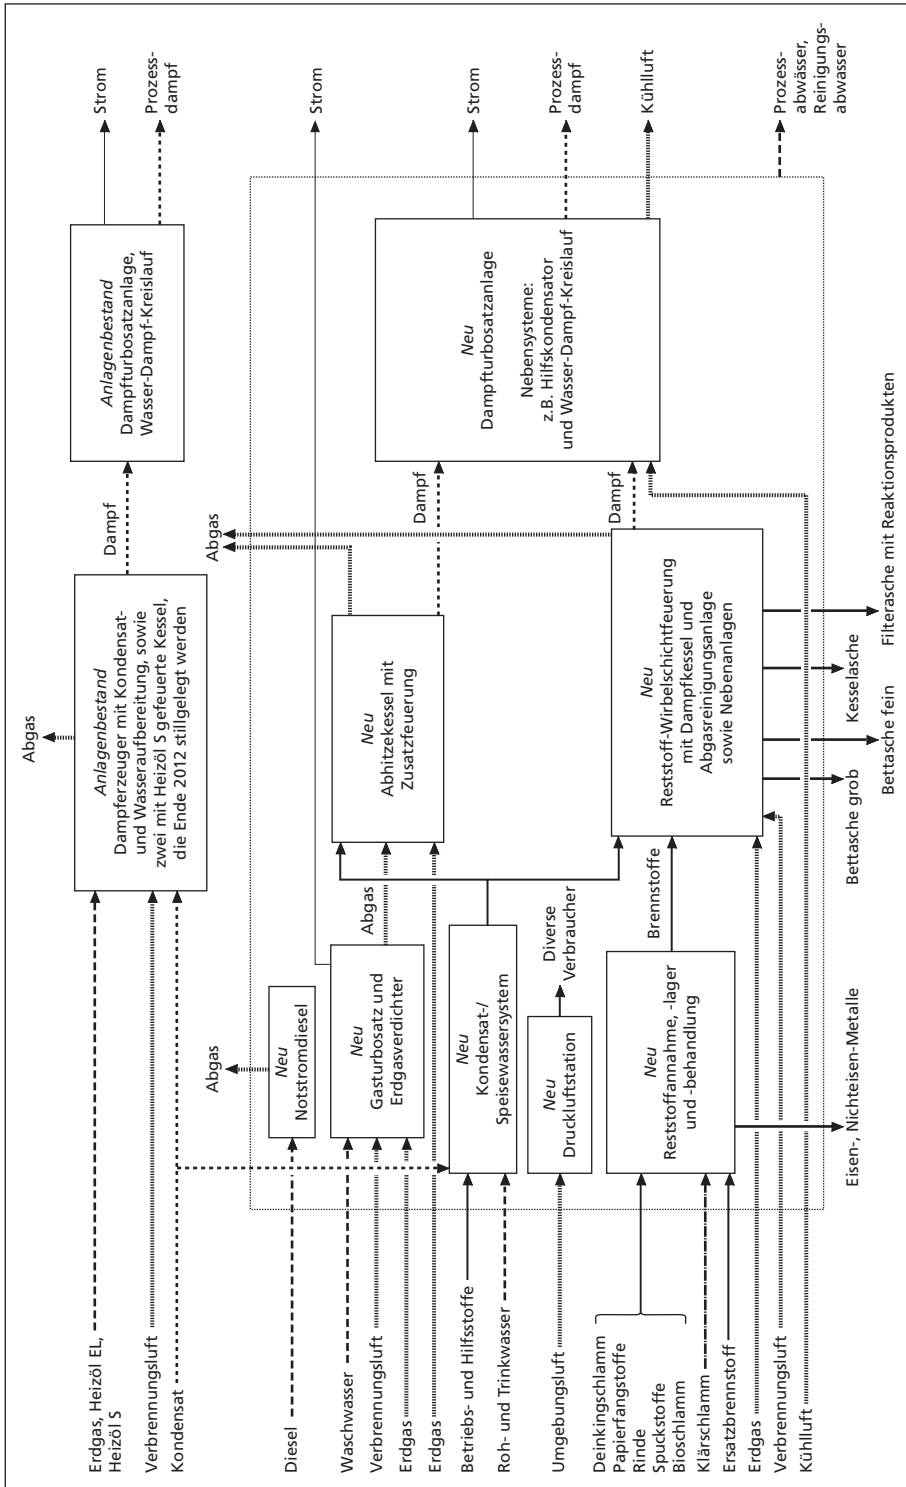 Erdgas, Heizöl EL,
Heizöl S
Verbrennungsluft
Kondensat
Abgas
Anlagenbestand
Dampferzeuger mit Kondensat-
und Wasseraufbereitung, sowie
zwei mit Heizöl S gefeuerte Kessel,
die Ende 2012 stillgelegt werden
Dampf
Anlagenbestand
Dampfturbosatzanlage,
Wasser-Dampf-Kreislauf
Strom
Prozess-
dampf
Diesel
Abgas
Neu
Notstromdiesel
Strom
Waschwasser
Verbrennungsluft
Erdgas
Erdgas
Neu
Gasturbosatz und
Erdgasverdichter
Abgas
Neu
Abhitzekessel mit
Zusatzfeuerung
Abgas
Dampf
Betriebs- und Hilfsstoffe
Roh- und Trinkwasser
Neu
Kondensat-/
Speisewassersystem
Umgebungsluft
Neu
Druckluftstation
Diverse
Verbraucher
Neu
Dampfturbosatzanlage
Nebensysteme:
z.B. Hilfskondensator
und Wasser-Dampf-Kreislauf
Strom
Prozess-
dampf
Kühlluft
Deinkingschlamm
Papierfangstoffe
Rinde
Spuckstoffe
Bioschlamm
Klärschlamm
Ersatzbrennstoff
Erdgas
Verbrennungsluft
Kühlluft
Neu
Reststoffannahme, -lager
und -behandlung
Brennstoffe
Neu
Reststoff-Wirbelschichtfeuerung
mit Dampfkessel und
Abgasreinigungsanlage
sowie Nebenanlagen
Dampf
Prozess-
abwässer,
Reinigungs-
abwasser
Eisen-, Nichteisen-Metalle
Bettasche grob
Bettasche fein
Kesselasche
Filterasche mit Reaktionsprodukten